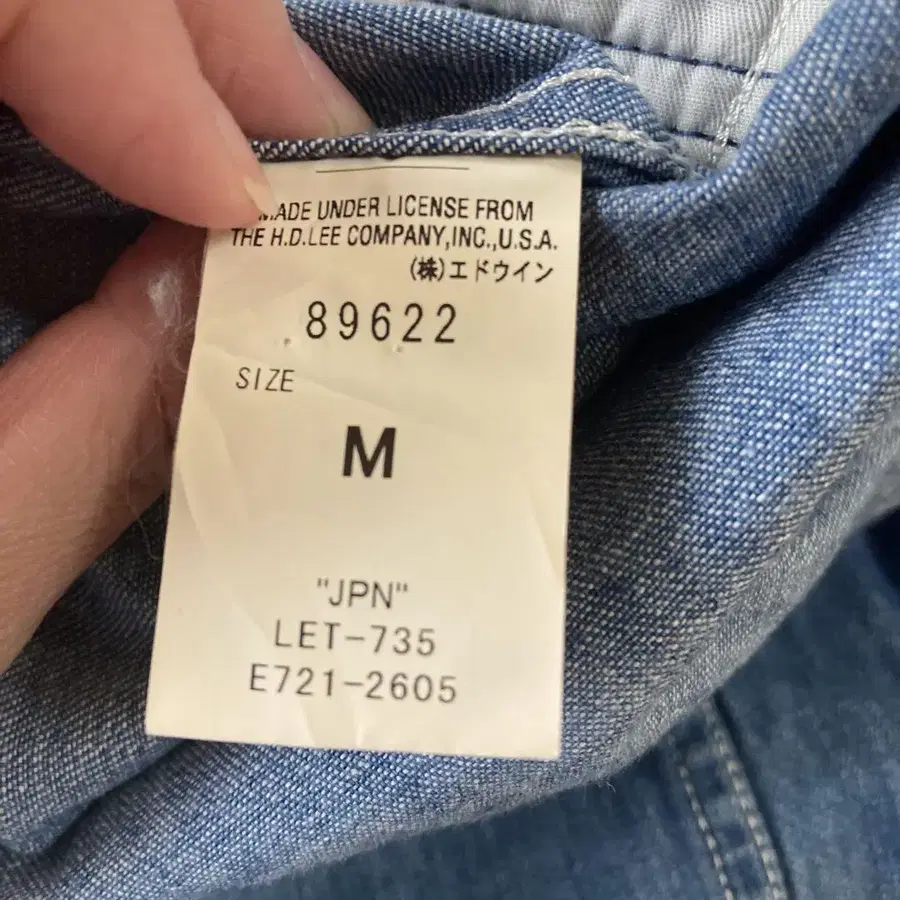 MADE UNDER LICENSE FROM
THE H.D.LEE COMPANY,INC.,U.S.A.
(株)エドウイン
89622
SIZE
M
"JPN"
LET-735
E721-2605